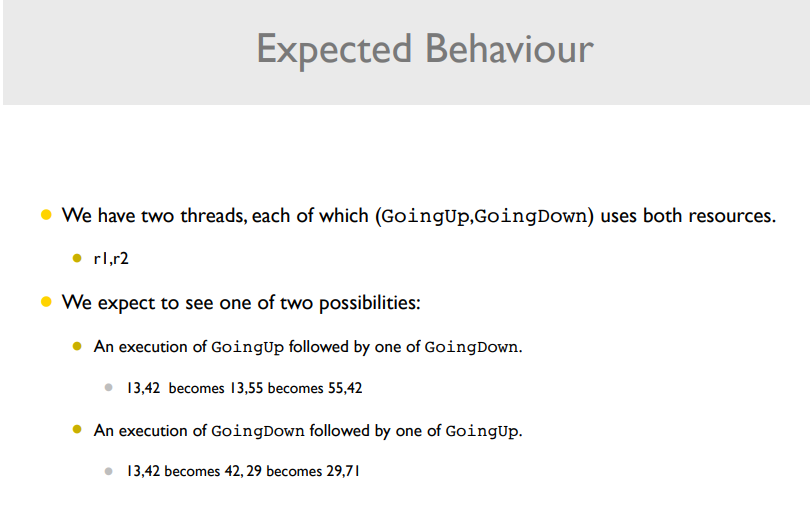 Expected Behaviour
We have two threads, each of which (GoingUp,GoingDown) uses both resources.
r1,r2
We expect to see one of two possibilities:
An execution of GoingUp followed by one of GoingDown.
13,42 becomes 13,55 becomes 55,42
An execution of GoingDown followed by one of GoingUp.
13,42 becomes 42, 29 becomes 29,71